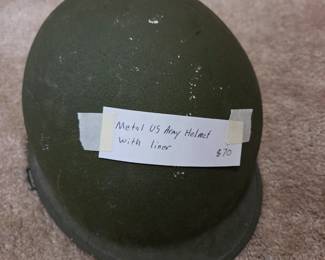 Metal US Army Helmet
with liner
$70